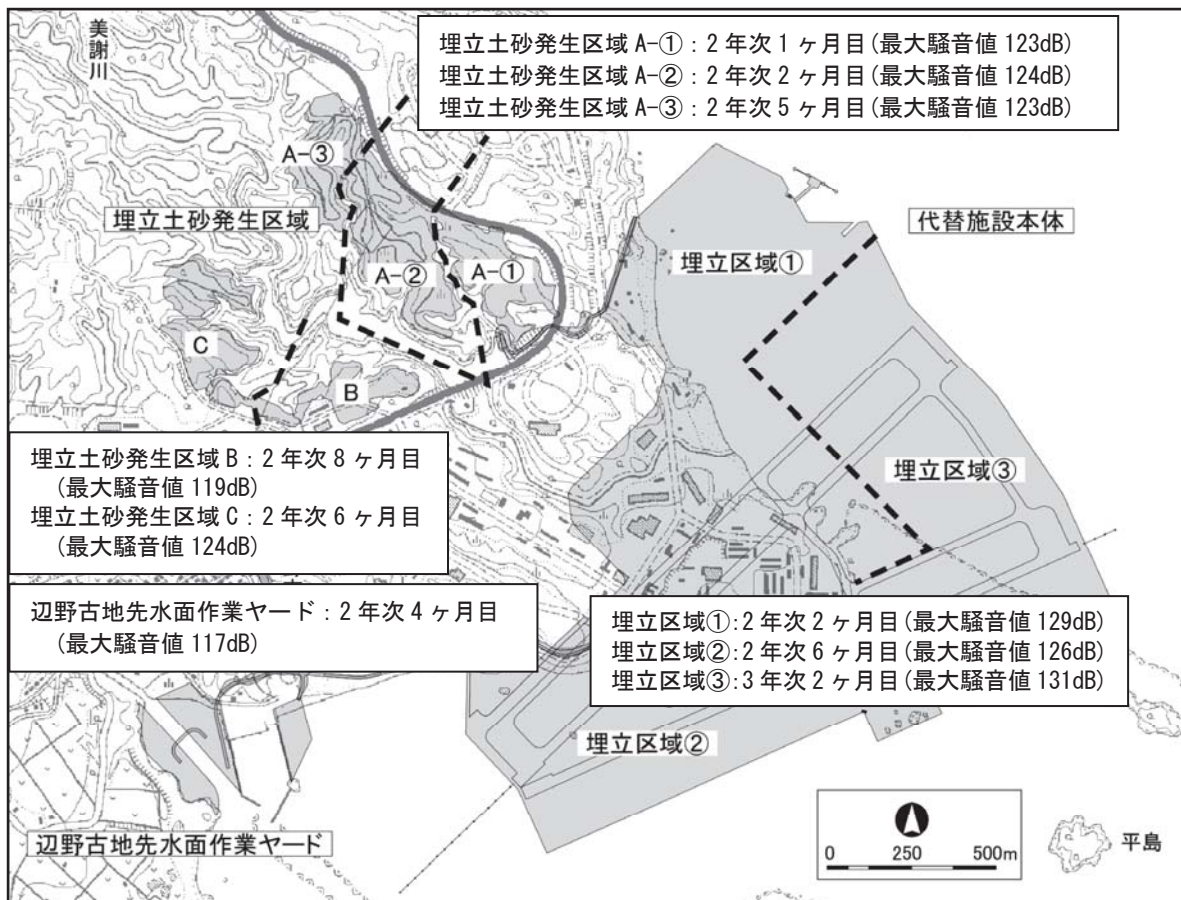 美謝川
埋立土砂発生区域 A-①：2 年次 1 ヶ月目(最大騒音値 123dB)
埋立土砂発生区域 A-②：2 年次 2 ヶ月目(最大騒音値 124dB)
埋立土砂発生区域 A-③：2 年次 5 ヶ月目(最大騒音値 123dB)
A-③
埋立土砂発生区域
A-②
A-①
埋立区域①
代替施設本体
C
B
埋立区域③
埋立土砂発生区域 B：2 年次 8 ヶ月目
(最大騒音値 119dB)
埋立土砂発生区域 C：2 年次 6 ヶ月目
(最大騒音値 124dB)
辺野古地先水面作業ヤード：2 年次 4 ヶ月目
(最大騒音値 117dB)
埋立区域①:2 年次 2 ヶ月目(最大騒音値 129dB)
埋立区域②:2 年次 6 ヶ月目(最大騒音値 126dB)
埋立区域③:3 年次 2 ヶ月目(最大騒音値 131dB)
埋立区域②
辺野古地先水面作業ヤード
0 250 500m
平島